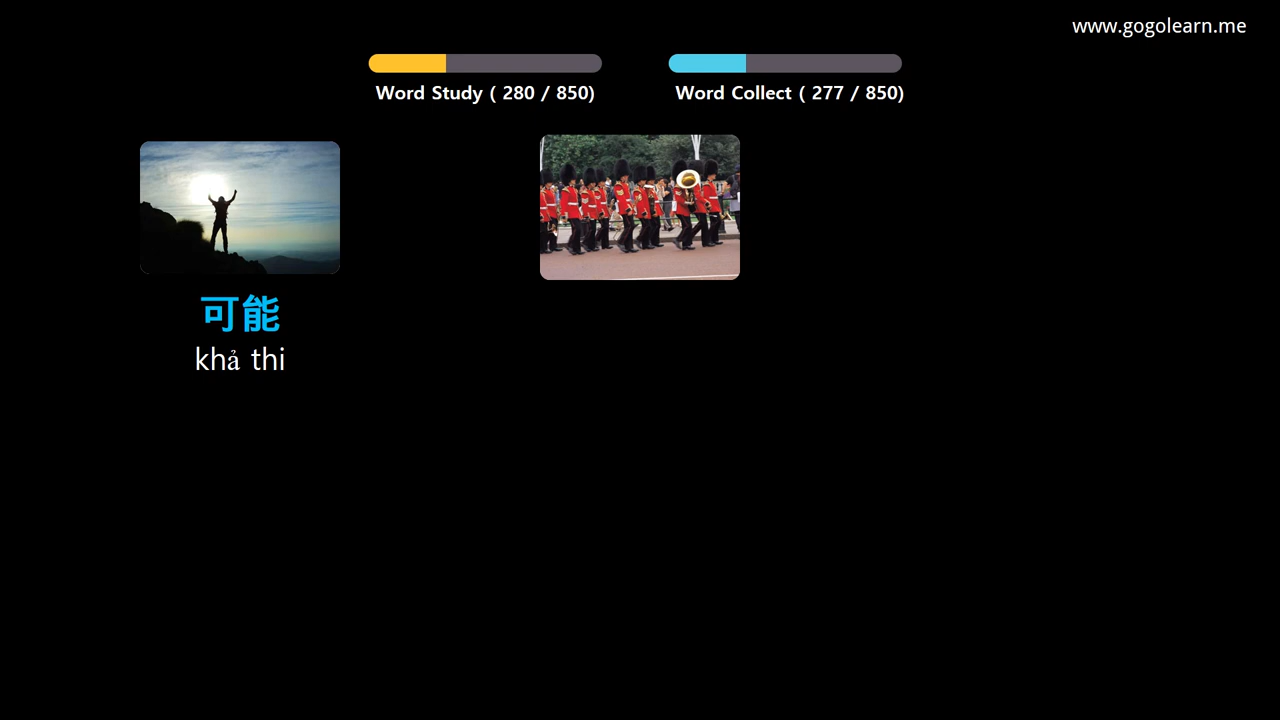 www.gogolearn.me
Word Study ( 280 / 850)
Word Collect ( 277 / 850)
可能
khả thi